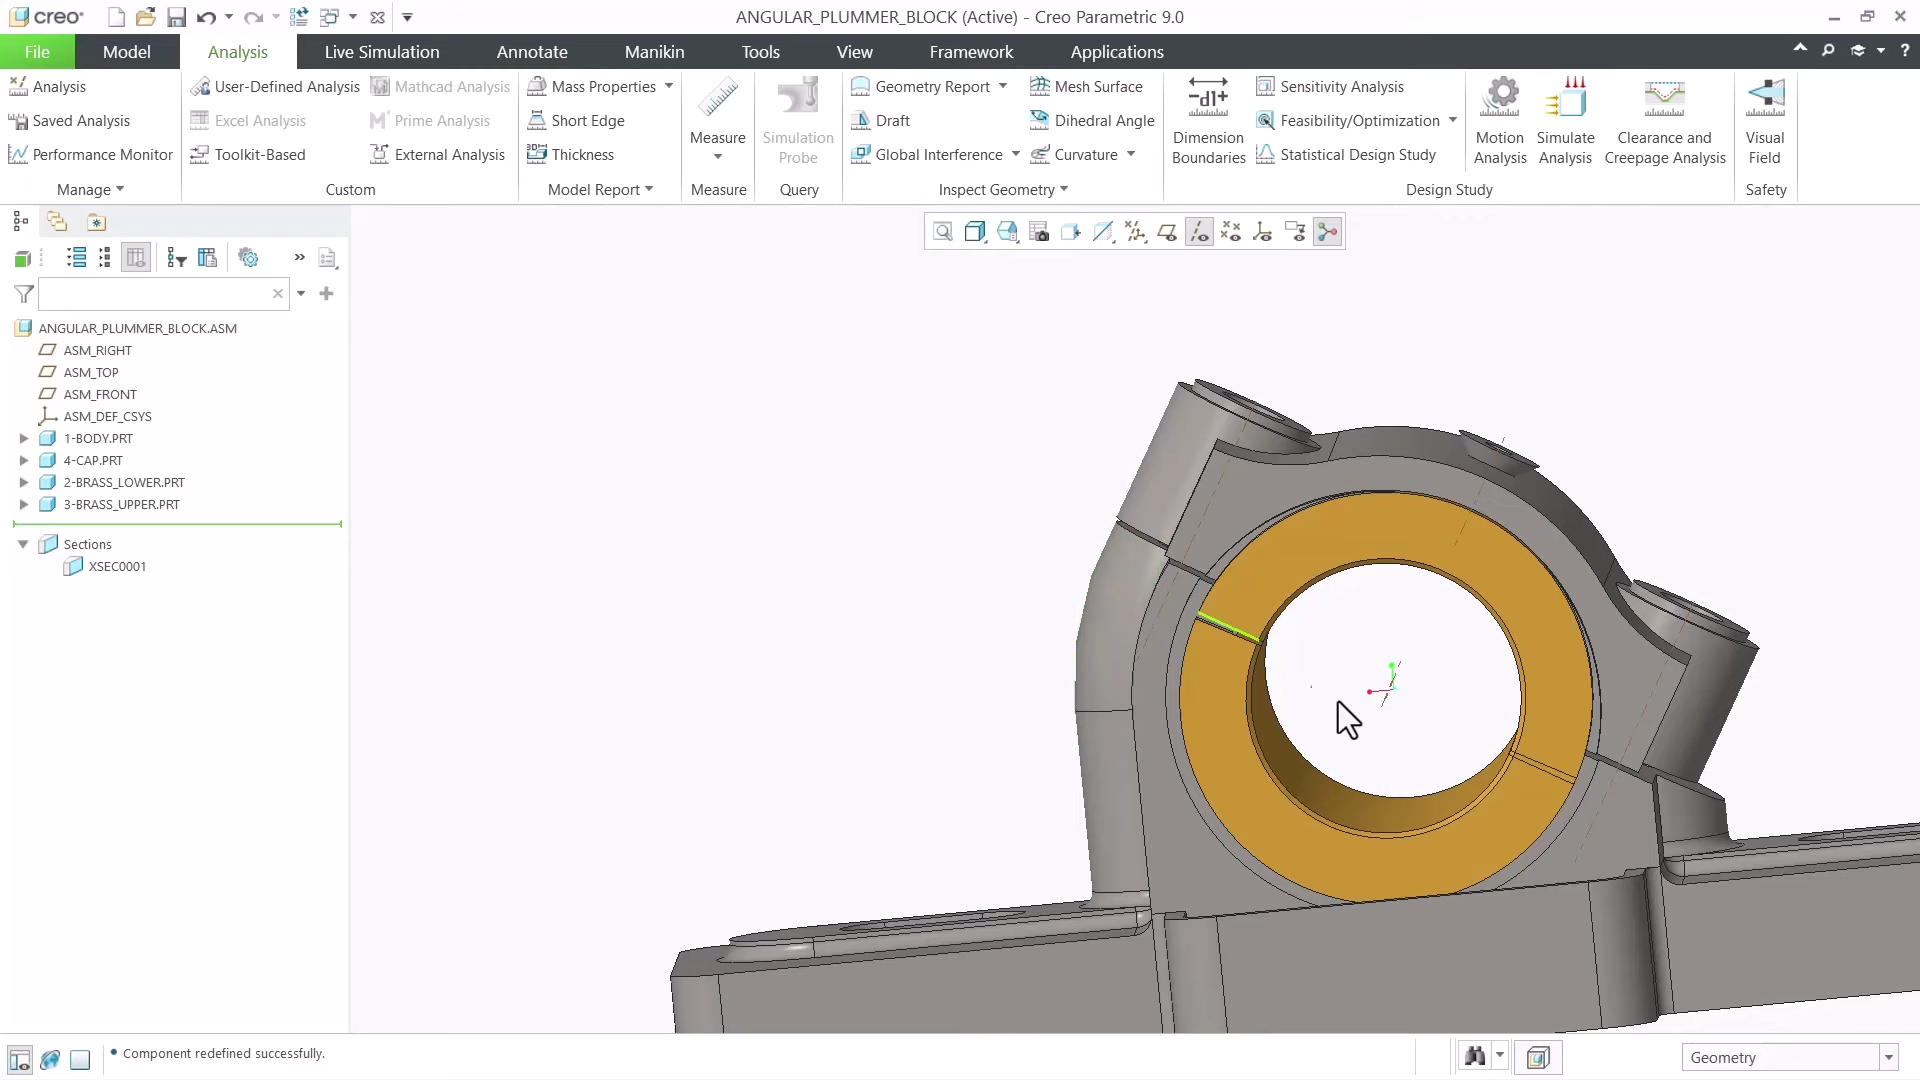 creo
ANGULAR_PLUMMER_BLOCK (Active) - Creo Parametric 9.0
File
Model
Analysis
Live Simulation
Annotate
Manikin
Tools
View
Framework
Applications
Analysis
Saved Analysis
Performance Monitor
Manage
User-Defined Analysis
Excel Analysis
Toolkit-Based
Mathcad Analysis
Prime Analysis
External Analysis
Custom
Mass Properties
Short Edge
Thickness
Model Report
Measure
Measure
Simulation
Probe
Query
Geometry Report
Draft
Global Interference
Mesh Surface
Dihedral Angle
Curvature
Inspect Geometry
Dimension
Boundaries
Sensitivity Analysis
Feasibility/Optimization
Statistical Design Study
Motion
Analysis
Simulate
Analysis
Clearance and
Creepage Analysis
Design Study
Visual
Field
Safety
ANGULAR_PLUMMER_BLOCK.ASM
ASM_RIGHT
ASM_TOP
ASM_FRONT
ASM_DEF_CSYS
1-BODY.PRT
4-CAP.PRT
2-BRASS_LOWER.PRT
3-BRASS_UPPER.PRT
Sections
XSEC0001
• Component redefined successfully.
Geometry